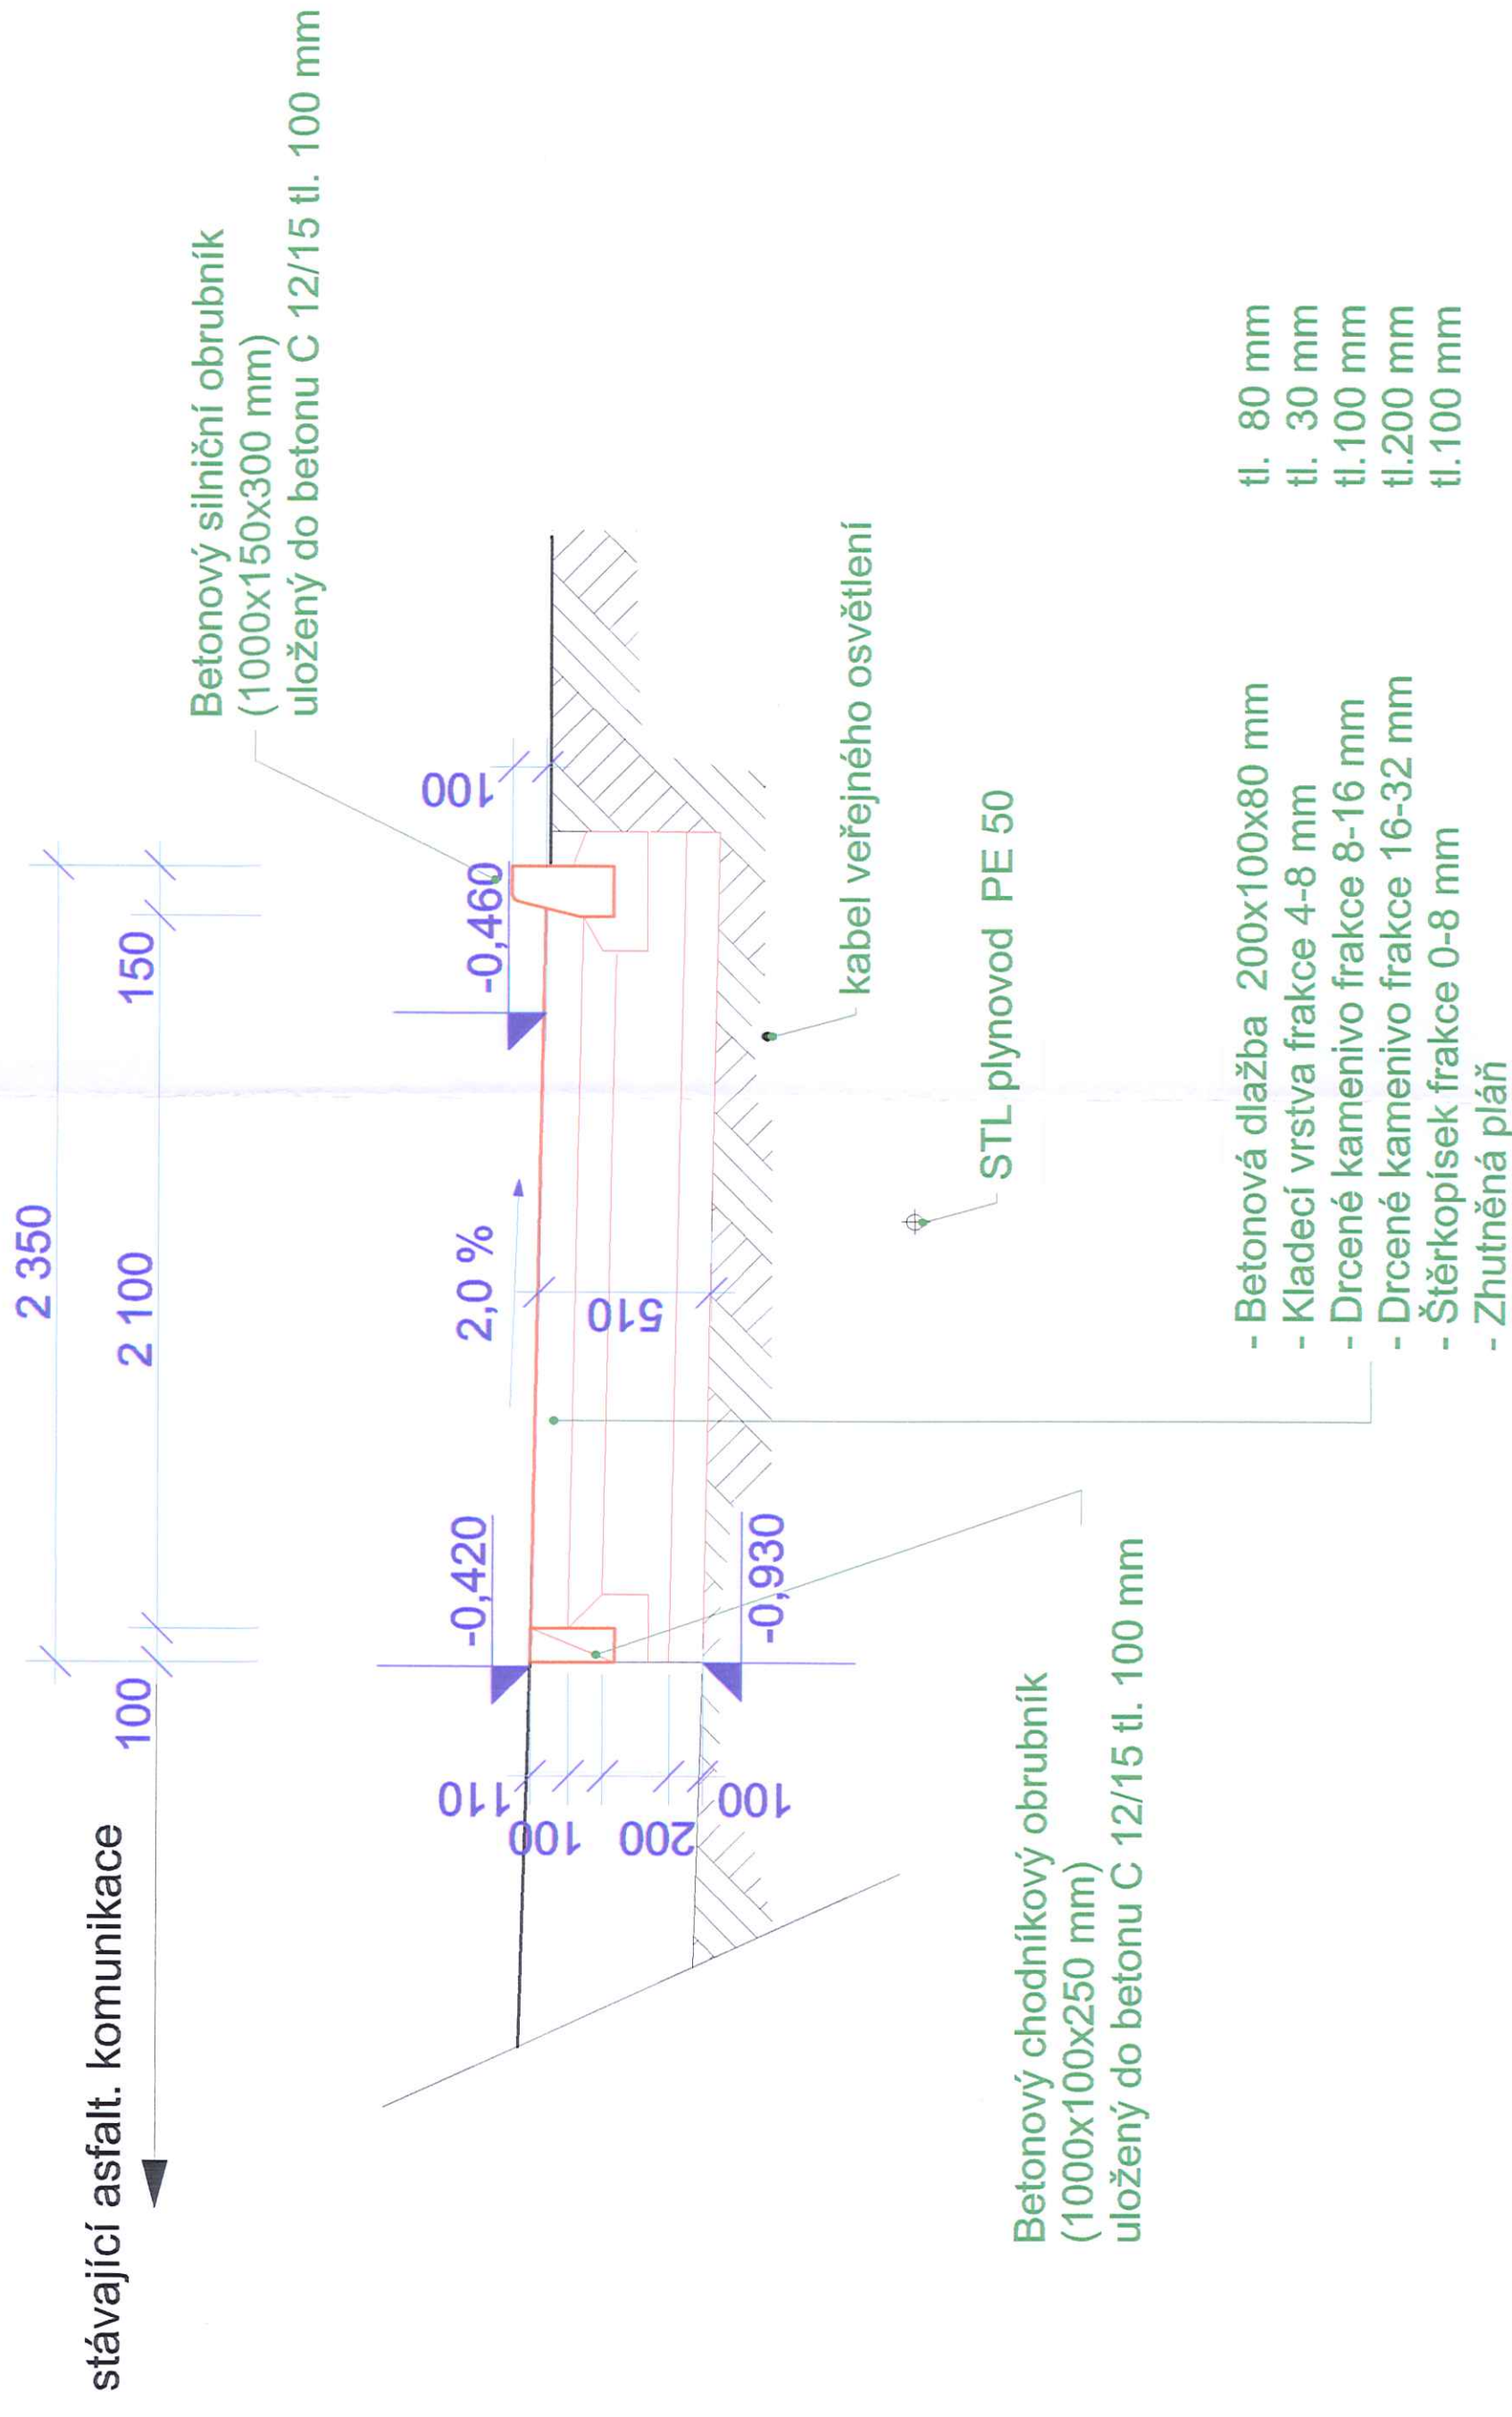 stávající asfalt. komunikace
2 350
100
2 100
150
Betonový silniční obrubník
(1000x150x300 mm)
uložený do betonu C 12/15 tl. 100 mm
-0,420
2,0 %
-0,460
100
110
100
200
100
510
-0,930
kabel veřejného osvětlení
STL plynovod PE 50
Betonový chodníkový obrubník
(1000x100x250 mm)
uložený do betonu C 12/15 tl. 100 mm
- Betonová dlažba 200x100x80 mm tl. 80 mm
- Kladecí vrstva frakce 4-8 mm tl. 30 mm
- Drcené kamenivo frakce 8-16 mm tl.100 mm
- Drcené kamenivo frakce 16-32 mm tl.200 mm
- Štěrkopísek frakce 0-8 mm tl.100 mm
- Zhutněná pláň